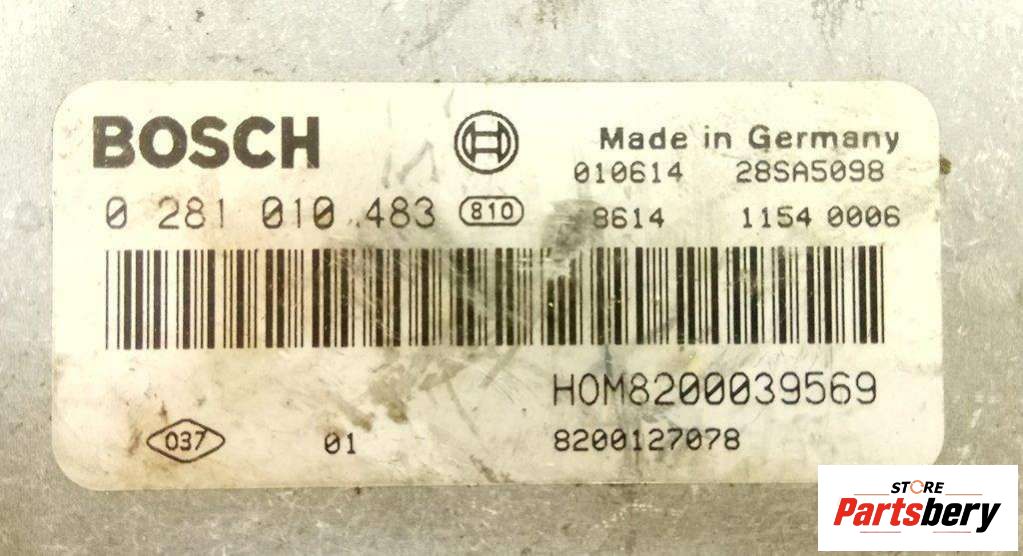 BOSCH
Made in Germany
010614 28SA5098
0 281 010 483 810 8614 1154 0006
HOM8200039569
037 01 8200127078
STORE
Partsbery